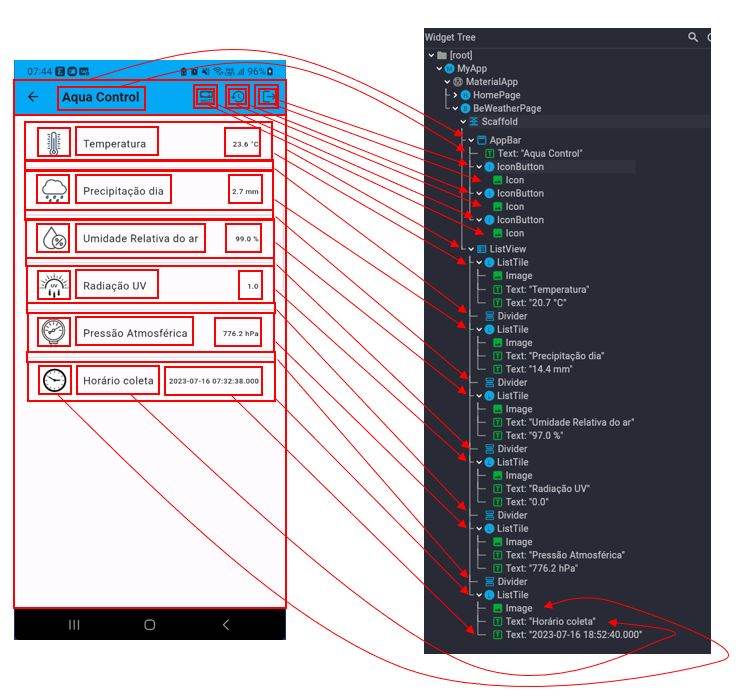 07:44
96%
Aqua Control
Temperatura
23.6 °C
Precipitação dia
2.7 mm
Umidade Relativa do ar
99.0 %
UV
Radiação UV
1.0
Pressão Atmosférica
776.2 hPa
Horário coleta
2023-07-16 07:32:38.000
Widget Tree
[root]
MyApp
MaterialApp
HomePage
BeWeatherPage
Scaffold
AppBar
Text: "Aqua Control"
IconButton
Icon
IconButton
Icon
IconButton
Icon
ListView
ListTile
Image
Text: "Temperatura"
Text: "20.7 °C"
Divider
ListTile
Image
Text: "Precipitação dia"
Text: "14.4 mm"
Divider
ListTile
Image
Text: "Umidade Relativa do ar"
Text: "97.0 %"
Divider
ListTile
Image
Text: "Radiação UV"
Text: "0.0"
Divider
ListTile
Image
Text: "Pressão Atmosférica"
Text: "776.2 hPa"
Divider
ListTile
Image
Text: "Horário coleta"
Text: "2023-07-16 18:52:40.000"